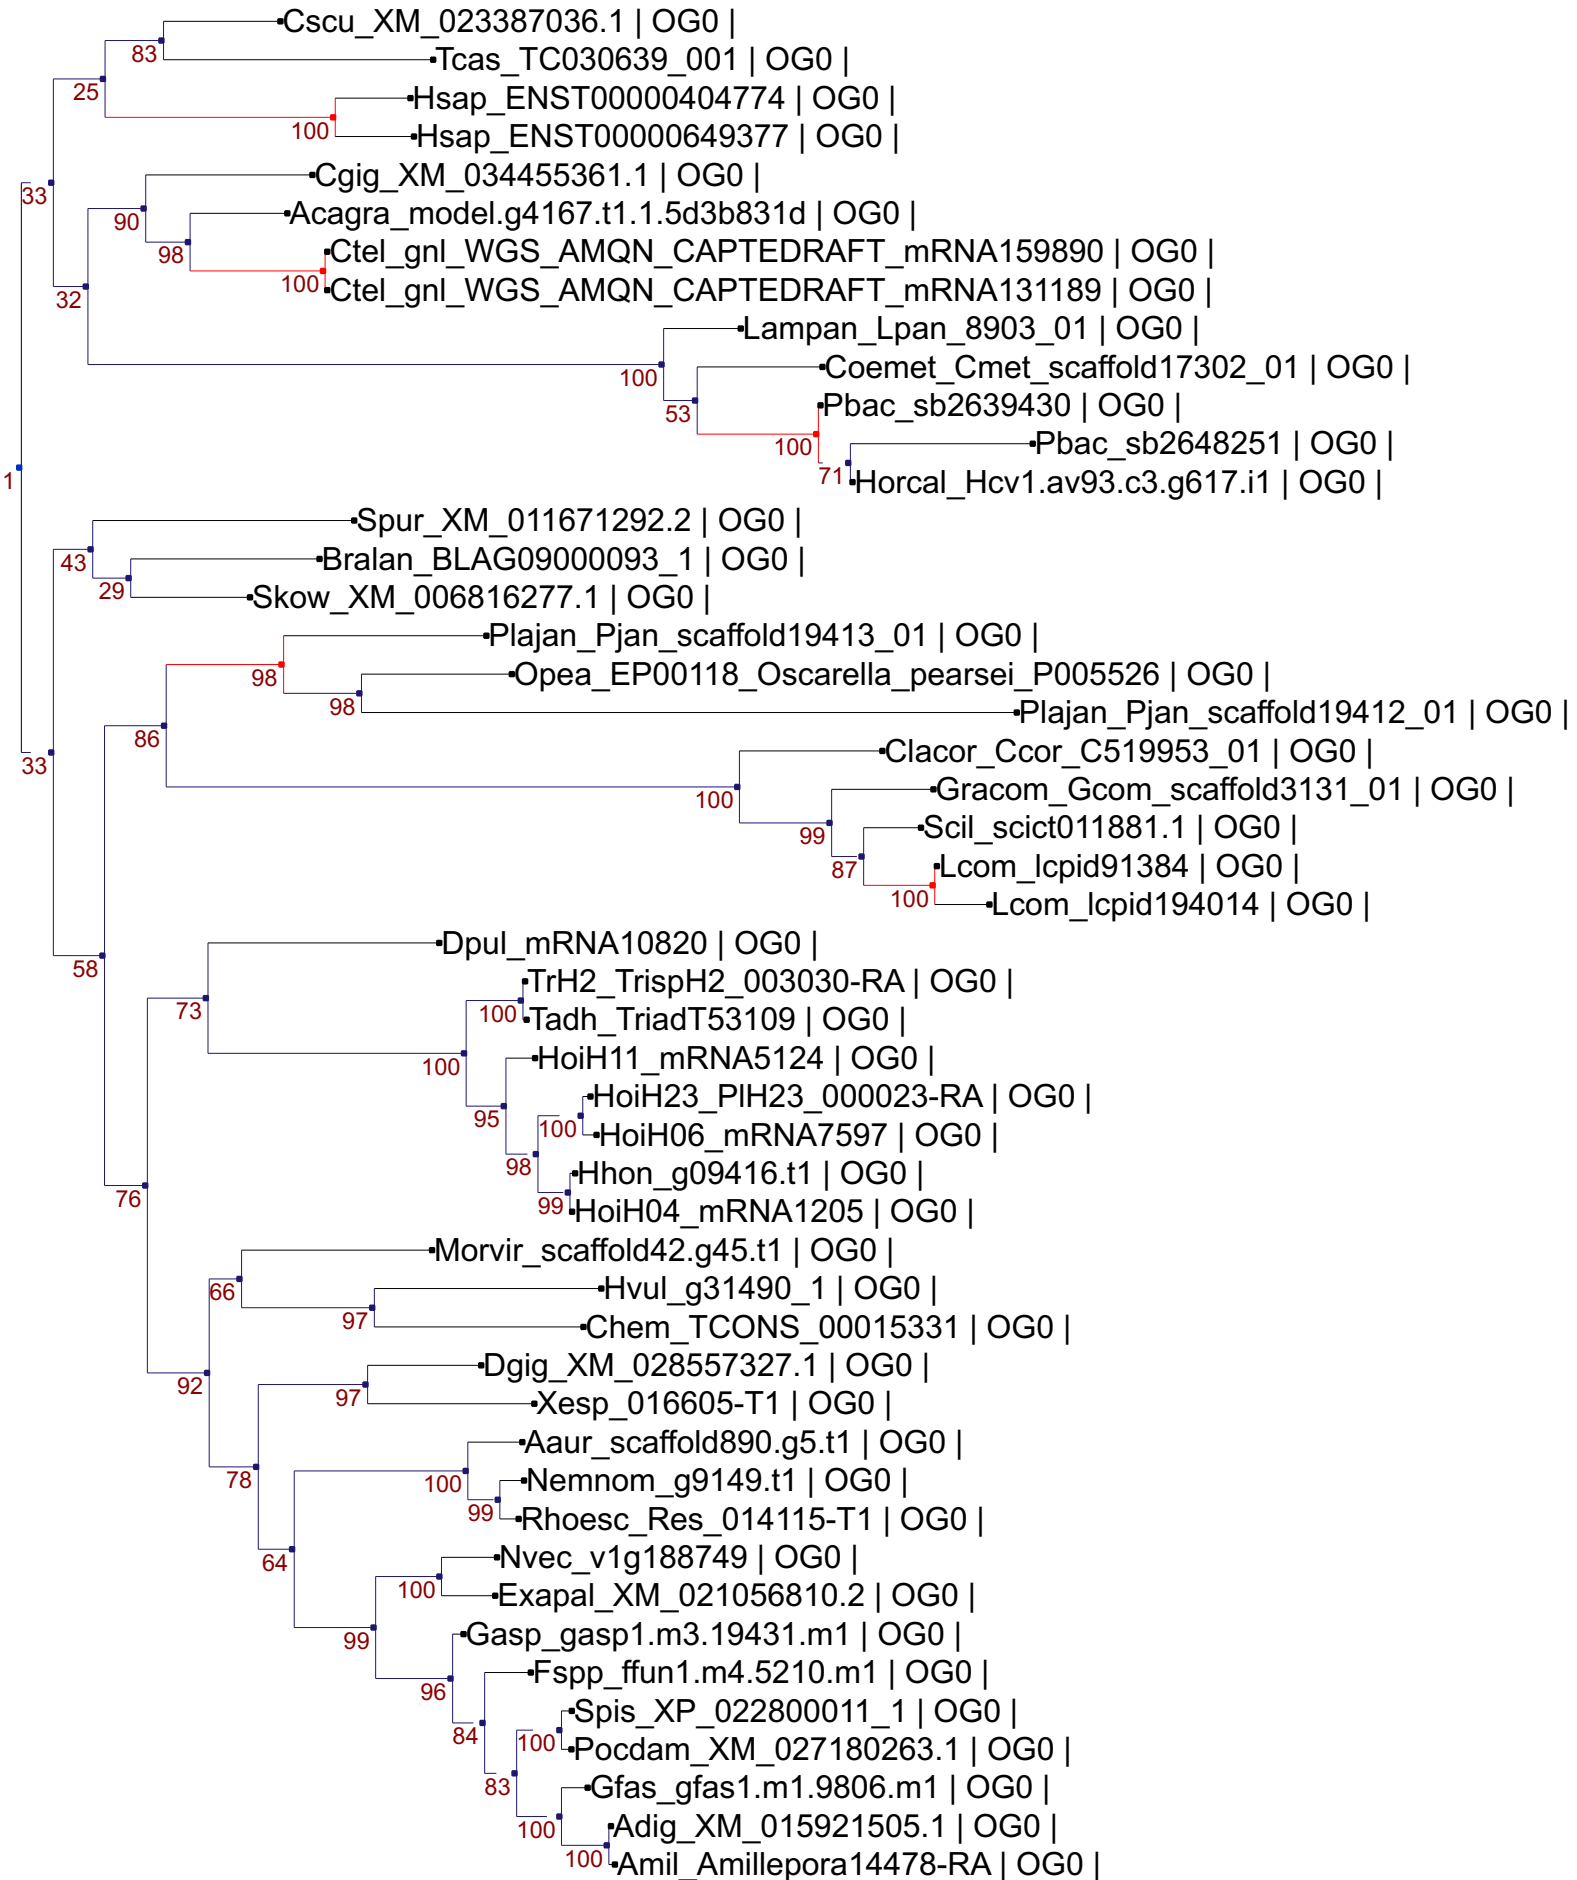 Cscu_XM_023387036.1 | OG0 |
83
Tcas_TC030639_001 | OG0 |
25
Hsap_ENST00000404774 | OG0 |
100
Hsap_ENST00000649377 | OG0 |
Cgig_XM_034455361.1 | OG0 |
33
90
Acagra_model.g4167.t1.1.5d3b831d | OG0 |
98
Ctel_gnl_WGS_AMQN_CAPTEDRAFT_mRNA159890 | OG0 |
100
Ctel_gnl_WGS_AMQN_CAPTEDRAFT_mRNA131189 | OG0 |
32
Lampan_Lpan_8903_01 | OG0 |
100
Coemet_Cmet_scaffold17302_01 | OG0 |
53
Pbac_sb2639430 | OG0 |
100
Pbac_sb2648251 | OG0 |
71
Horcal_Hcv1.av93.c3.g617.i1 | OG0 |
1
Spur_XM_011671292.2 | OG0 |
43
Bralan_BLAG09000093_1 | OG0 |
29
Skow_XM_006816277.1 | OG0 |
Plajan_Pjan_scaffold19413_01 | OG0 |
98
Opea_EP00118_Oscarella_pearsei_P005526 | OG0 |
98
Plajan_Pjan_scaffold19412_01 | OG0 |
86
33
Clacor_Ccor_C519953_01 | OG0 |
100
Gracom_Gcom_scaffold3131_01 | OG0 |
99
Scil_scict011881.1 | OG0 |
87
Lcom_lcpid91384 | OG0 |
100
Lcom_lcpid194014 | OG0 |
58
Dpul_mRNA10820 | OG0 |
73
TrH2_TrispH2_003030-RA | OG0 |
100
Tadh_TriadT53109 | OG0 |
100
HoiH11_mRNA5124 | OG0 |
95
HoiH23_PlH23_000023-RA | OG0 |
100
HoiH06_mRNA7597 | OG0 |
98
Hhon_g09416.t1 | OG0 |
99
HoiH04_mRNA1205 | OG0 |
76
Morvir_scaffold42.g45.t1 | OG0 |
66
Hvul_g31490_1 | OG0 |
97
Chem_TCONS_00015331 | OG0 |
92
Dgig_XM_028557327.1 | OG0 |
97
Xesp_016605-T1 | OG0 |
78
Aaur_scaffold890.g5.t1 | OG0 |
100
Nemnom_g9149.t1 | OG0 |
99
Rhoesc_Res_014115-T1 | OG0 |
64
Nvec_v1g188749 | OG0 |
100
Exapal_XM_021056810.2 | OG0 |
99
Gasp_gasp1.m3.19431.m1 | OG0 |
96
Fspp_ffun1.m4.5210.m1 | OG0 |
84
Spis_XP_022800011_1 | OG0 |
100
Pocdam_XM_027180263.1 | OG0 |
83
Gfas_gfas1.m1.9806.m1 | OG0 |
100
Adig_XM_015921505.1 | OG0 |
100
Amil_Amillepora14478-RA | OG0 |